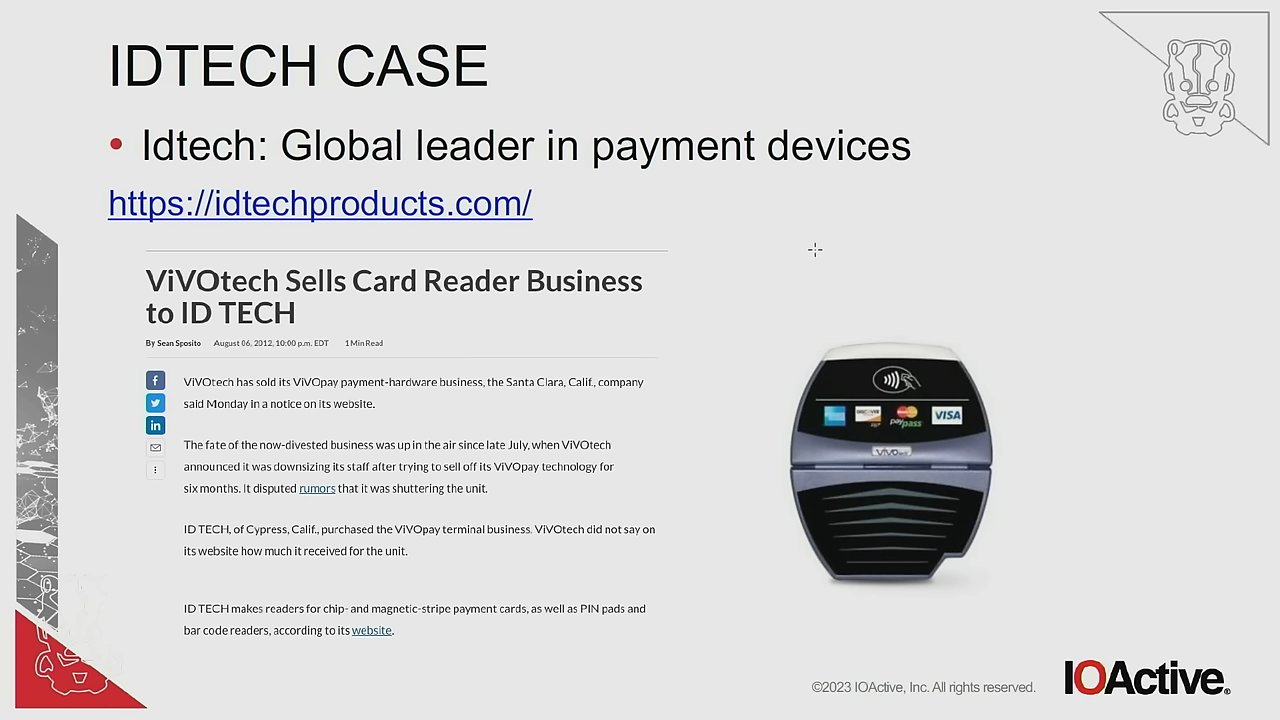 IDTECH CASE
• Idtech: Global leader in payment devices
https://idtechproducts.com/
ViVOtech Sells Card Reader Business
to ID TECH
By Sean Sposito August 06, 2012, 10:00 p.m. EDT 1 Min Read
ViVOtech has sold its ViVOpay payment-hardware business, the Santa Clara, Calif., company
said Monday in a notice on its website.
The fate of the now-divested business was up in the air since late July, when ViVOtech
announced it was downsizing its staff after trying to sell off its ViVOpay technology for
six months. It disputed rumors that it was shuttering the unit.
ID TECH, of Cypress, Calif., purchased the ViVOpay terminal business. ViVOtech did not say on
its website how much it received for the unit.
ID TECH makes readers for chip- and magnetic-stripe payment cards, as well as PIN pads and
bar code readers, according to its website.
DISCOVER PayPass VISA
©2023 IOActive, Inc. All rights reserved.
IOActive®